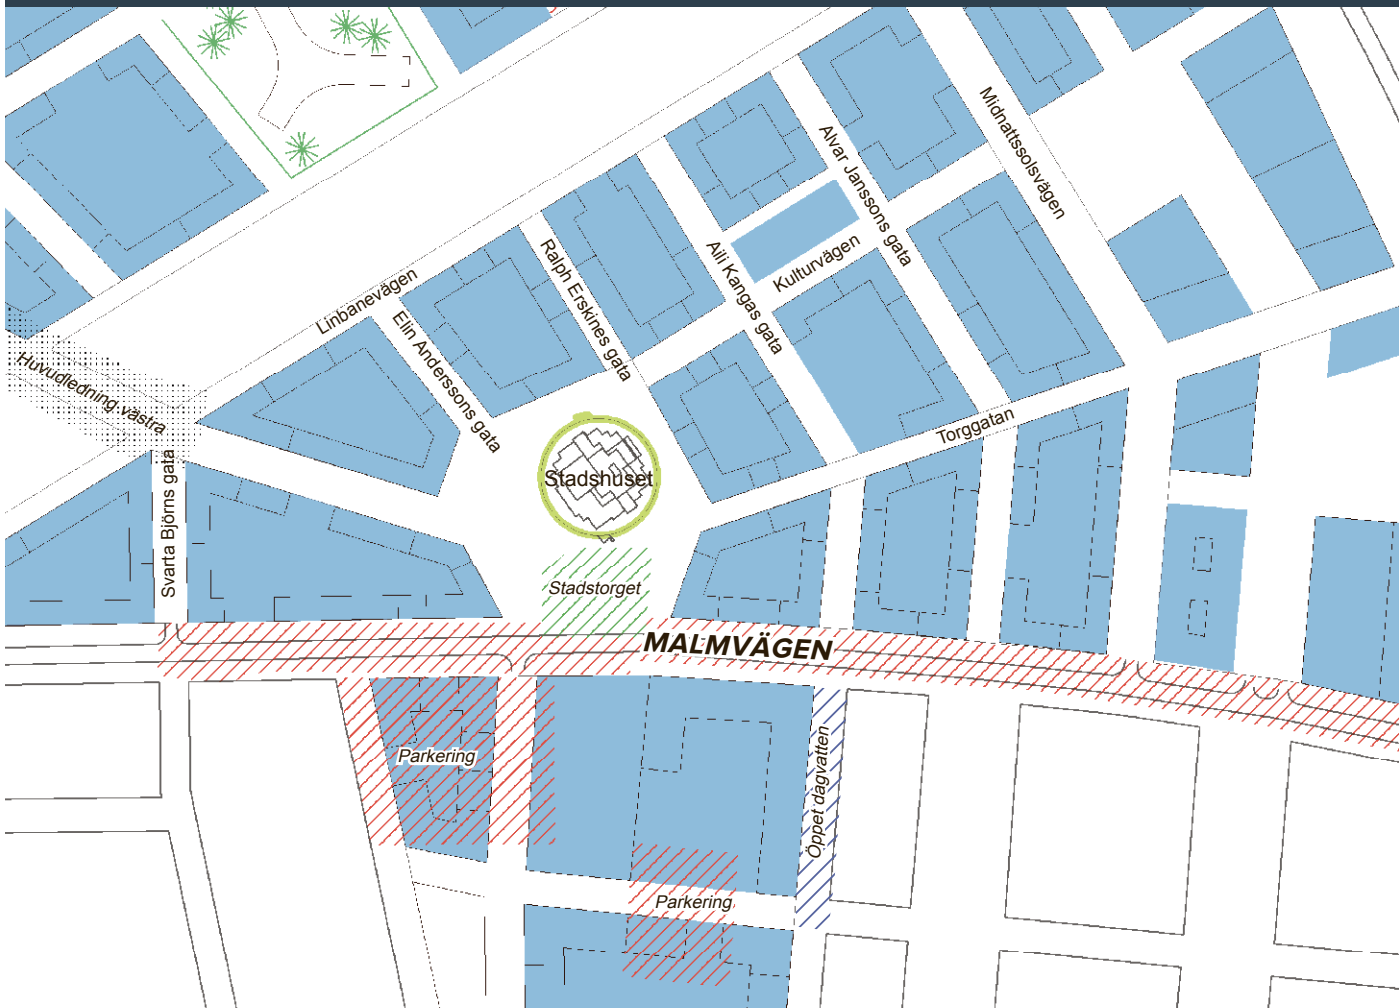 Midnattssolsvägen
Alvar Janssons gata
Ralph Erskines gata
Aili Kangas gata
Kulturvägen
Linbanevägen
Elin Anderssons gata
Huvudledning västra
Torggatan
Svarta Björns gata
Stadshuset
Stadstorget
MALMVÄGEN
Parkering
Öppet dagvatten
Parkering